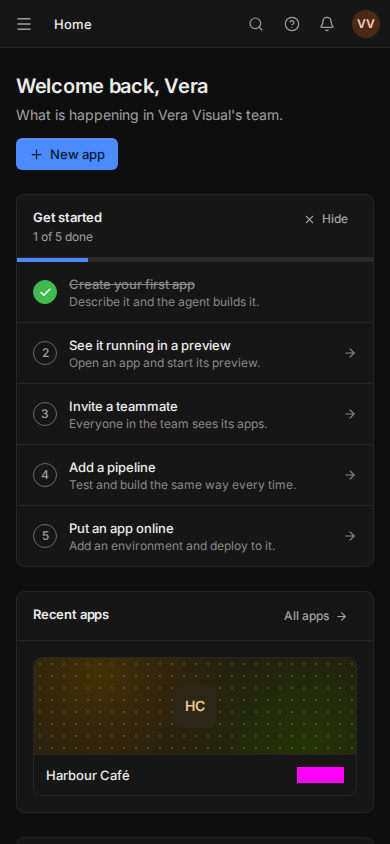 Home
VV
Welcome back, Vera
What is happening in Vera Visual's team.
New app
Get started
Hide
1 of 5 done
Create your first app
Describe it and the agent builds it.
2
See it running in a preview
Open an app and start its preview.
3
Invite a teammate
Everyone in the team sees its apps.
4
Add a pipeline
Test and build the same way every time.
5
Put an app online
Add an environment and deploy to it.
Recent apps
All apps
HC
Harbour Café